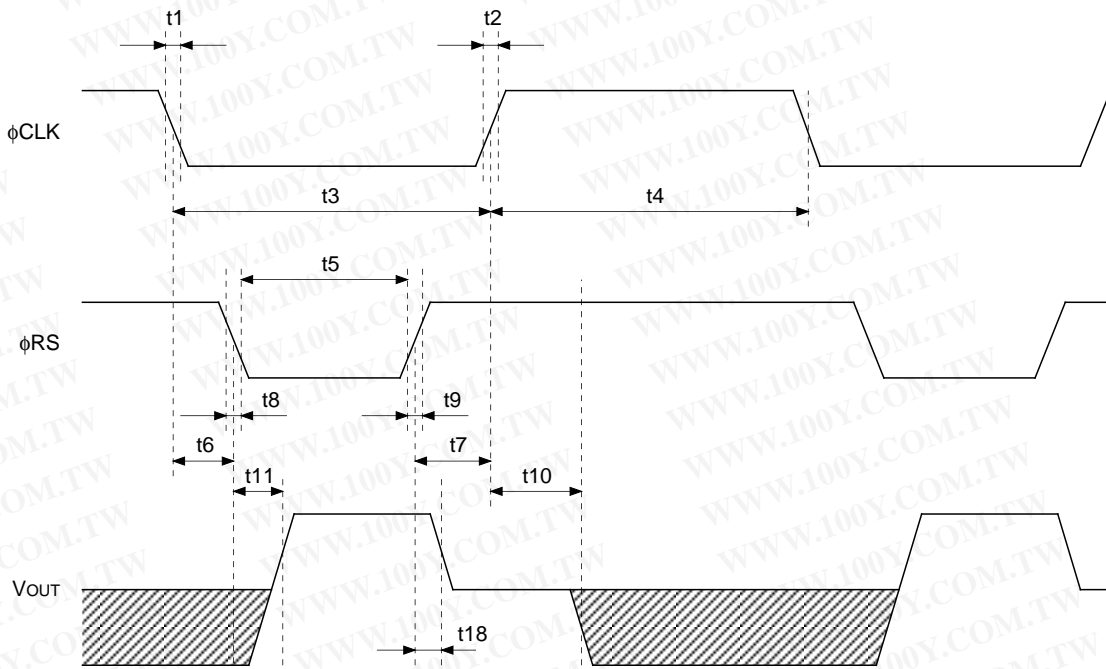 t1
t2
φCLK
t3
t4
t5
φRS
t8
t9
t6
t7
t11
t10
VOUT
t18
WWW.100Y.COM.TW